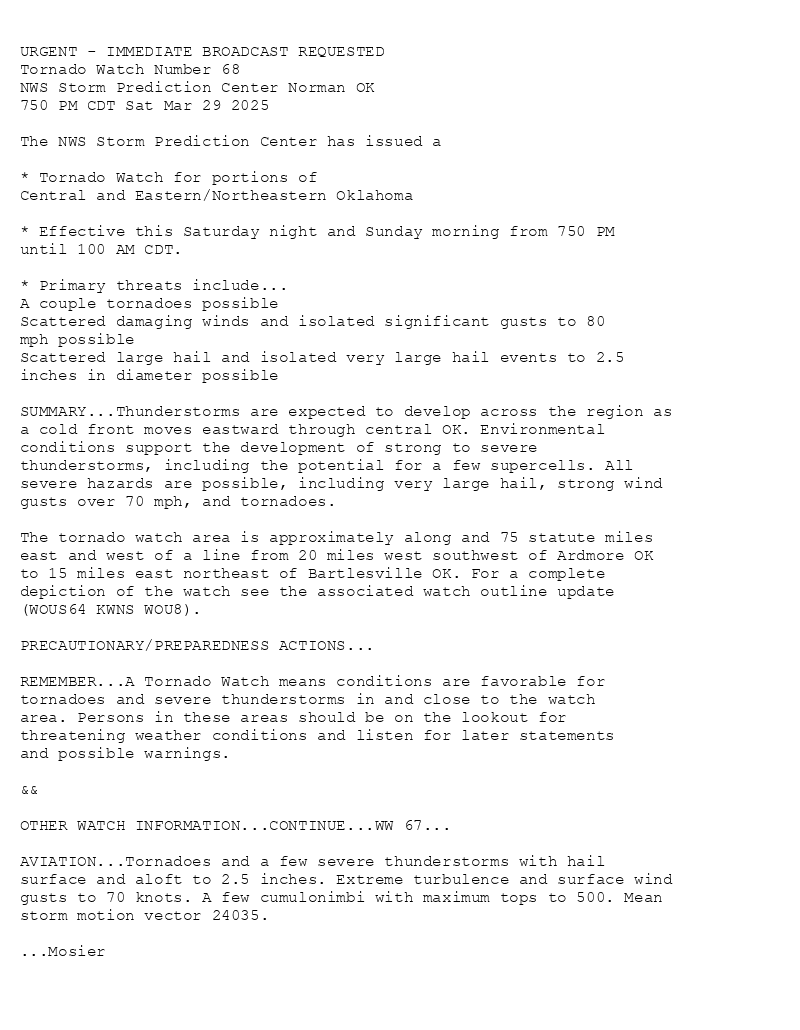 URGENT - IMMEDIATE BROADCAST REQUESTED
Tornado Watch Number 68
NWS Storm Prediction Center Norman OK
750 PM CDT Sat Mar 29 2025
The NWS Storm Prediction Center has issued a
* Tornado Watch for portions of
Central and Eastern/Northeastern Oklahoma
* Effective this Saturday night and Sunday morning from 750 PM
until 100 AM CDT.
* Primary threats include...
A couple tornadoes possible
Scattered damaging winds and isolated significant gusts to 80
mph possible
Scattered large hail and isolated very large hail events to 2.5
inches in diameter possible
SUMMARY...Thunderstorms are expected to develop across the region as
a cold front moves eastward through central OK. Environmental
conditions support the development of strong to severe
thunderstorms, including the potential for a few supercells. All
severe hazards are possible, including very large hail, strong wind
gusts over 70 mph, and tornadoes.
The tornado watch area is approximately along and 75 statute miles
east and west of a line from 20 miles west southwest of Ardmore OK
to 15 miles east northeast of Bartlesville OK. For a complete
depiction of the watch see the associated watch outline update
(WOUS64 KWNS WOU8).
PRECAUTIONARY/PREPAREDNESS ACTIONS...
REMEMBER...A Tornado Watch means conditions are favorable for
tornadoes and severe thunderstorms in and close to the watch
area. Persons in these areas should be on the lookout for
threatening weather conditions and listen for later statements
and possible warnings.
&&
OTHER WATCH INFORMATION...CONTINUE...WW 67...
AVIATION...Tornadoes and a few severe thunderstorms with hail
surface and aloft to 2.5 inches. Extreme turbulence and surface wind
gusts to 70 knots. A few cumulonimbi with maximum tops to 500. Mean
storm motion vector 24035.
...Mosier